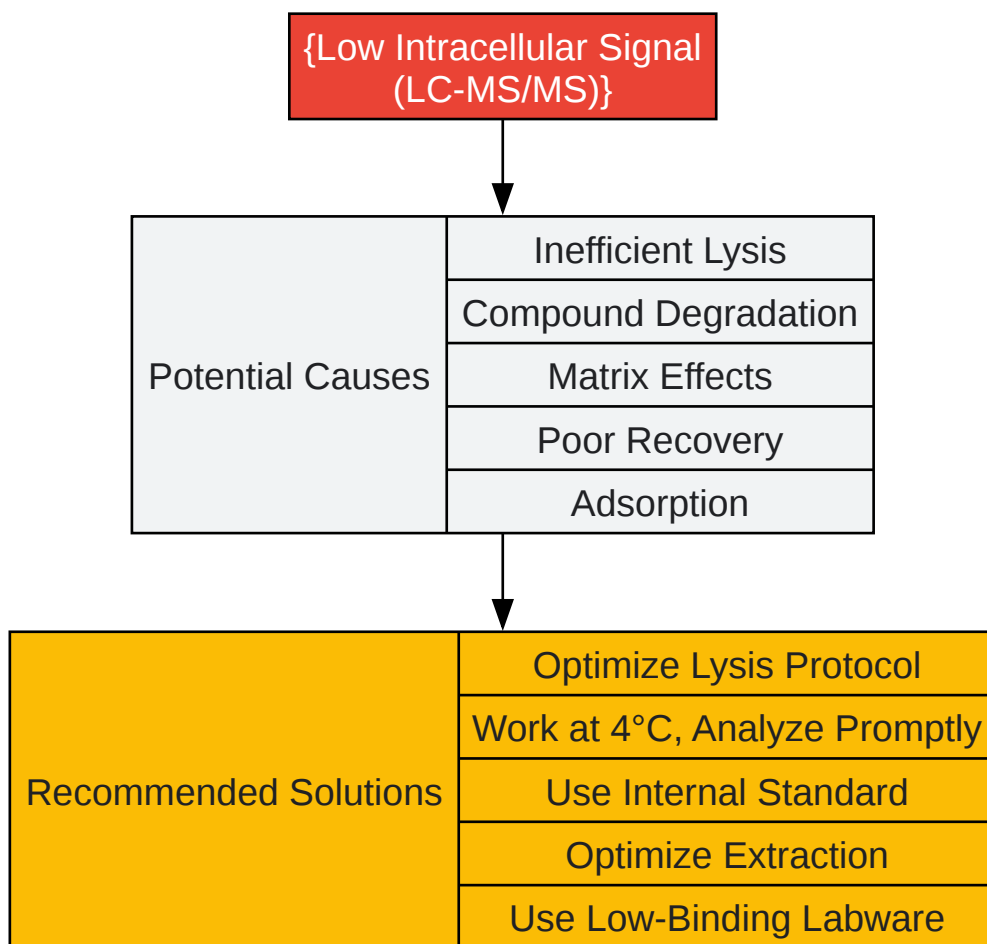 {Low Intracellular Signal
(LC-MS/MS)}
Potential Causes
Inefficient Lysis
Compound Degradation
Matrix Effects
Poor Recovery
Adsorption
Recommended Solutions
Optimize Lysis Protocol
Work at 4°C, Analyze Promptly
Use Internal Standard
Optimize Extraction
Use Low-Binding Labware